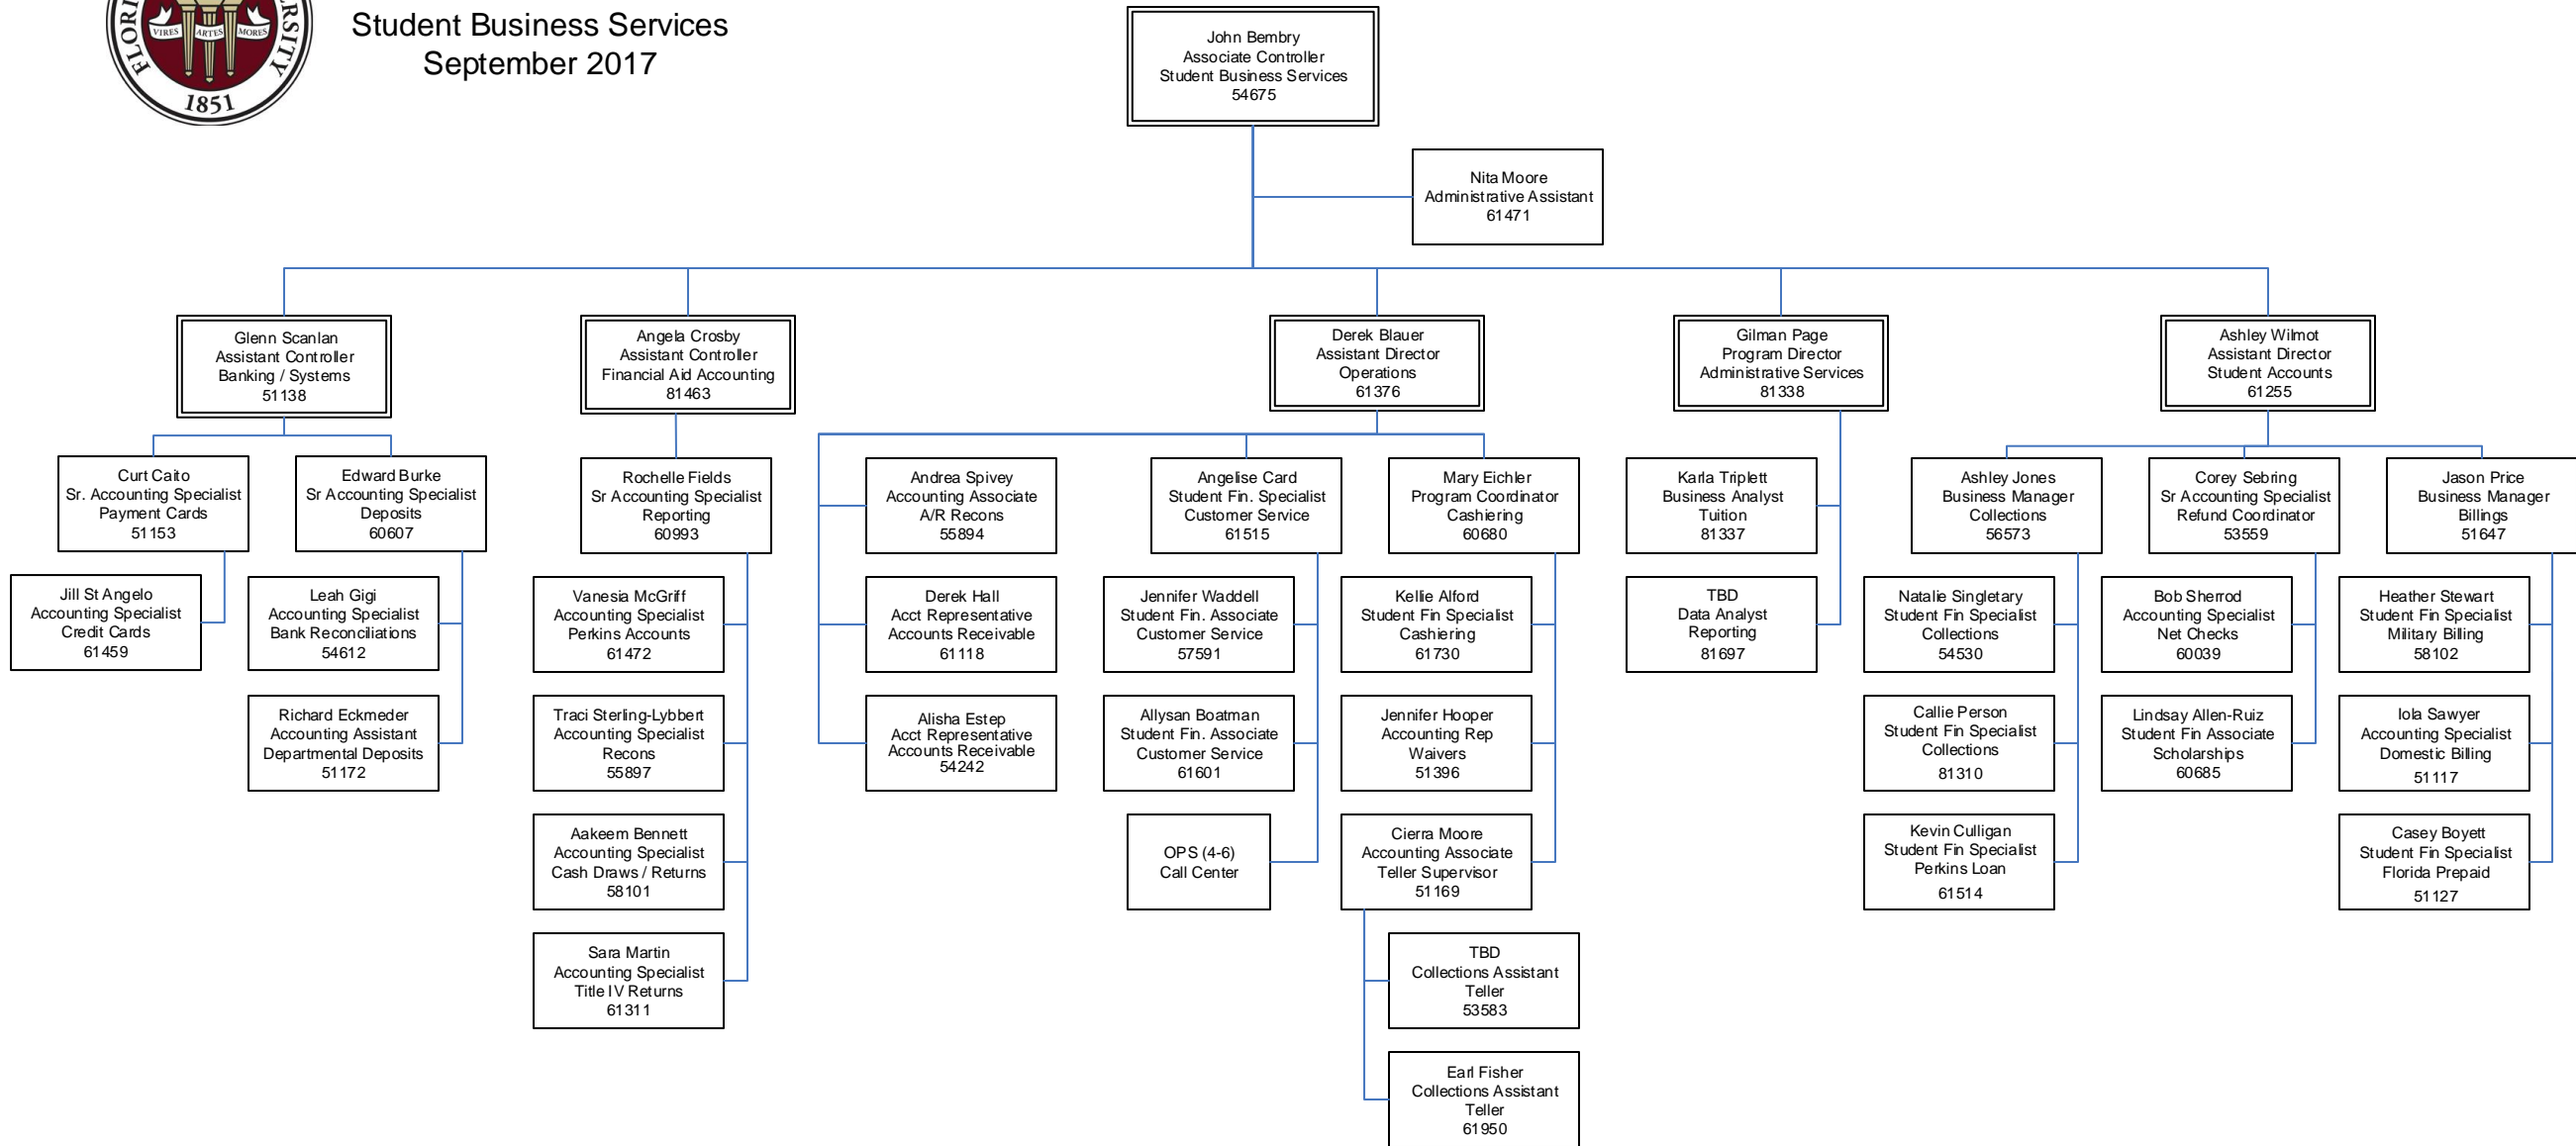 FLORI
ERSITY
VIRES
ARTES
MORES
1851
Student Business Services
September 2017
John Bembry
Associate Controller
Student Business Services
54675
Nita Moore
Administrative Assistant
61471
Glenn Scanlan
Assistant Controller
Banking / Systems
51138
Angela Crosby
Assistant Controller
Financial Aid Accounting
81463
Derek Blauer
Assistant Director
Operations
61376
Gilman Page
Program Director
Administrative Services
81338
Ashley Wilmot
Assistant Director
Student Accounts
61255
Curt Caito
Sr. Accounting Specialist
Payment Cards
51153
Edward Burke
Sr Accounting Specialist
Deposits
60607
Rochelle Fields
Sr Accounting Specialist
Reporting
60993
Andrea Spivey
Accounting Associate
A/R Recons
55894
Angelise Card
Student Fin. Specialist
Customer Service
61515
Mary Eichler
Program Coordinator
Cashiering
60680
Karla Triplett
Business Analyst
Tuition
81337
Ashley Jones
Business Manager
Collections
56573
Corey Sebring
Sr Accounting Specialist
Refund Coordinator
53559
Jason Price
Business Manager
Billings
51647
Jill St Angelo
Accounting Specialist
Credit Cards
61459
Leah Gigi
Accounting Specialist
Bank Reconciliations
54612
Vanesia McGriff
Accounting Specialist
Perkins Accounts
61472
Derek Hall
Acct Representative
Accounts Receivable
61118
Jennifer Waddell
Student Fin. Associate
Customer Service
57591
Kellie Alford
Student Fin Specialist
Cashiering
61730
TBD
Data Analyst
Reporting
81697
Natalie Singletary
Student Fin Specialist
Collections
54530
Bob Sherrod
Accounting Specialist
Net Checks
60039
Heather Stewart
Student Fin Specialist
Military Billing
58102
Richard Eckmeder
Accounting Assistant
Departmental Deposits
51172
Traci Sterling-Lybbert
Accounting Specialist
Recons
55897
Alisha Estep
Acct Representative
Accounts Receivable
54242
Allysan Boatman
Student Fin. Associate
Customer Service
61601
Jennifer Hooper
Accounting Rep
Waivers
51396
Callie Person
Student Fin Specialist
Collections
81310
Lindsay Allen-Ruiz
Student Fin Associate
Scholarships
60685
Iola Sawyer
Accounting Specialist
Domestic Billing
51117
Aakeem Bennett
Accounting Specialist
Cash Draws / Returns
58101
OPS (4-6)
Call Center
Cierra Moore
Accounting Associate
Teller Supervisor
51169
Kevin Culligan
Student Fin Specialist
Perkins Loan
61514
Casey Boyett
Student Fin Specialist
Florida Prepaid
51127
Sara Martin
Accounting Specialist
Title IV Returns
61311
TBD
Collections Assistant
Teller
53583
Earl Fisher
Collections Assistant
Teller
61950